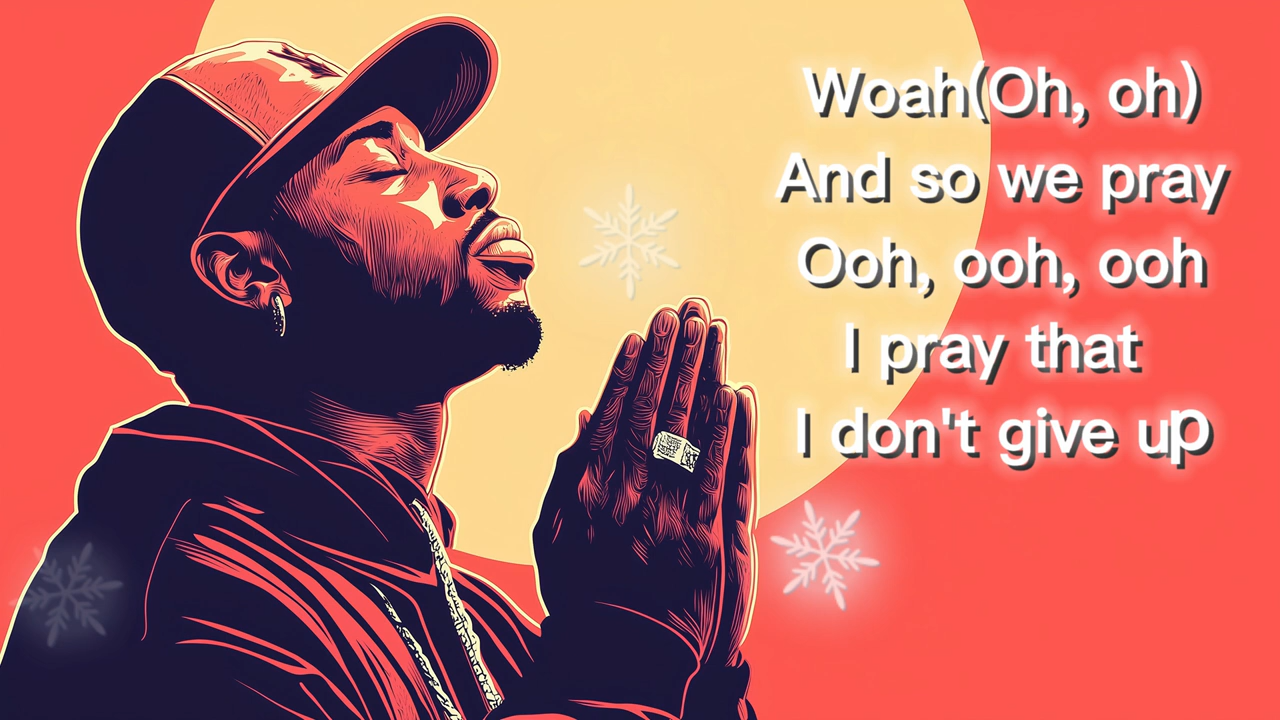 Woah(Oh, oh)
And so we pray
Ooh, ooh, ooh
I pray that
I don't give up